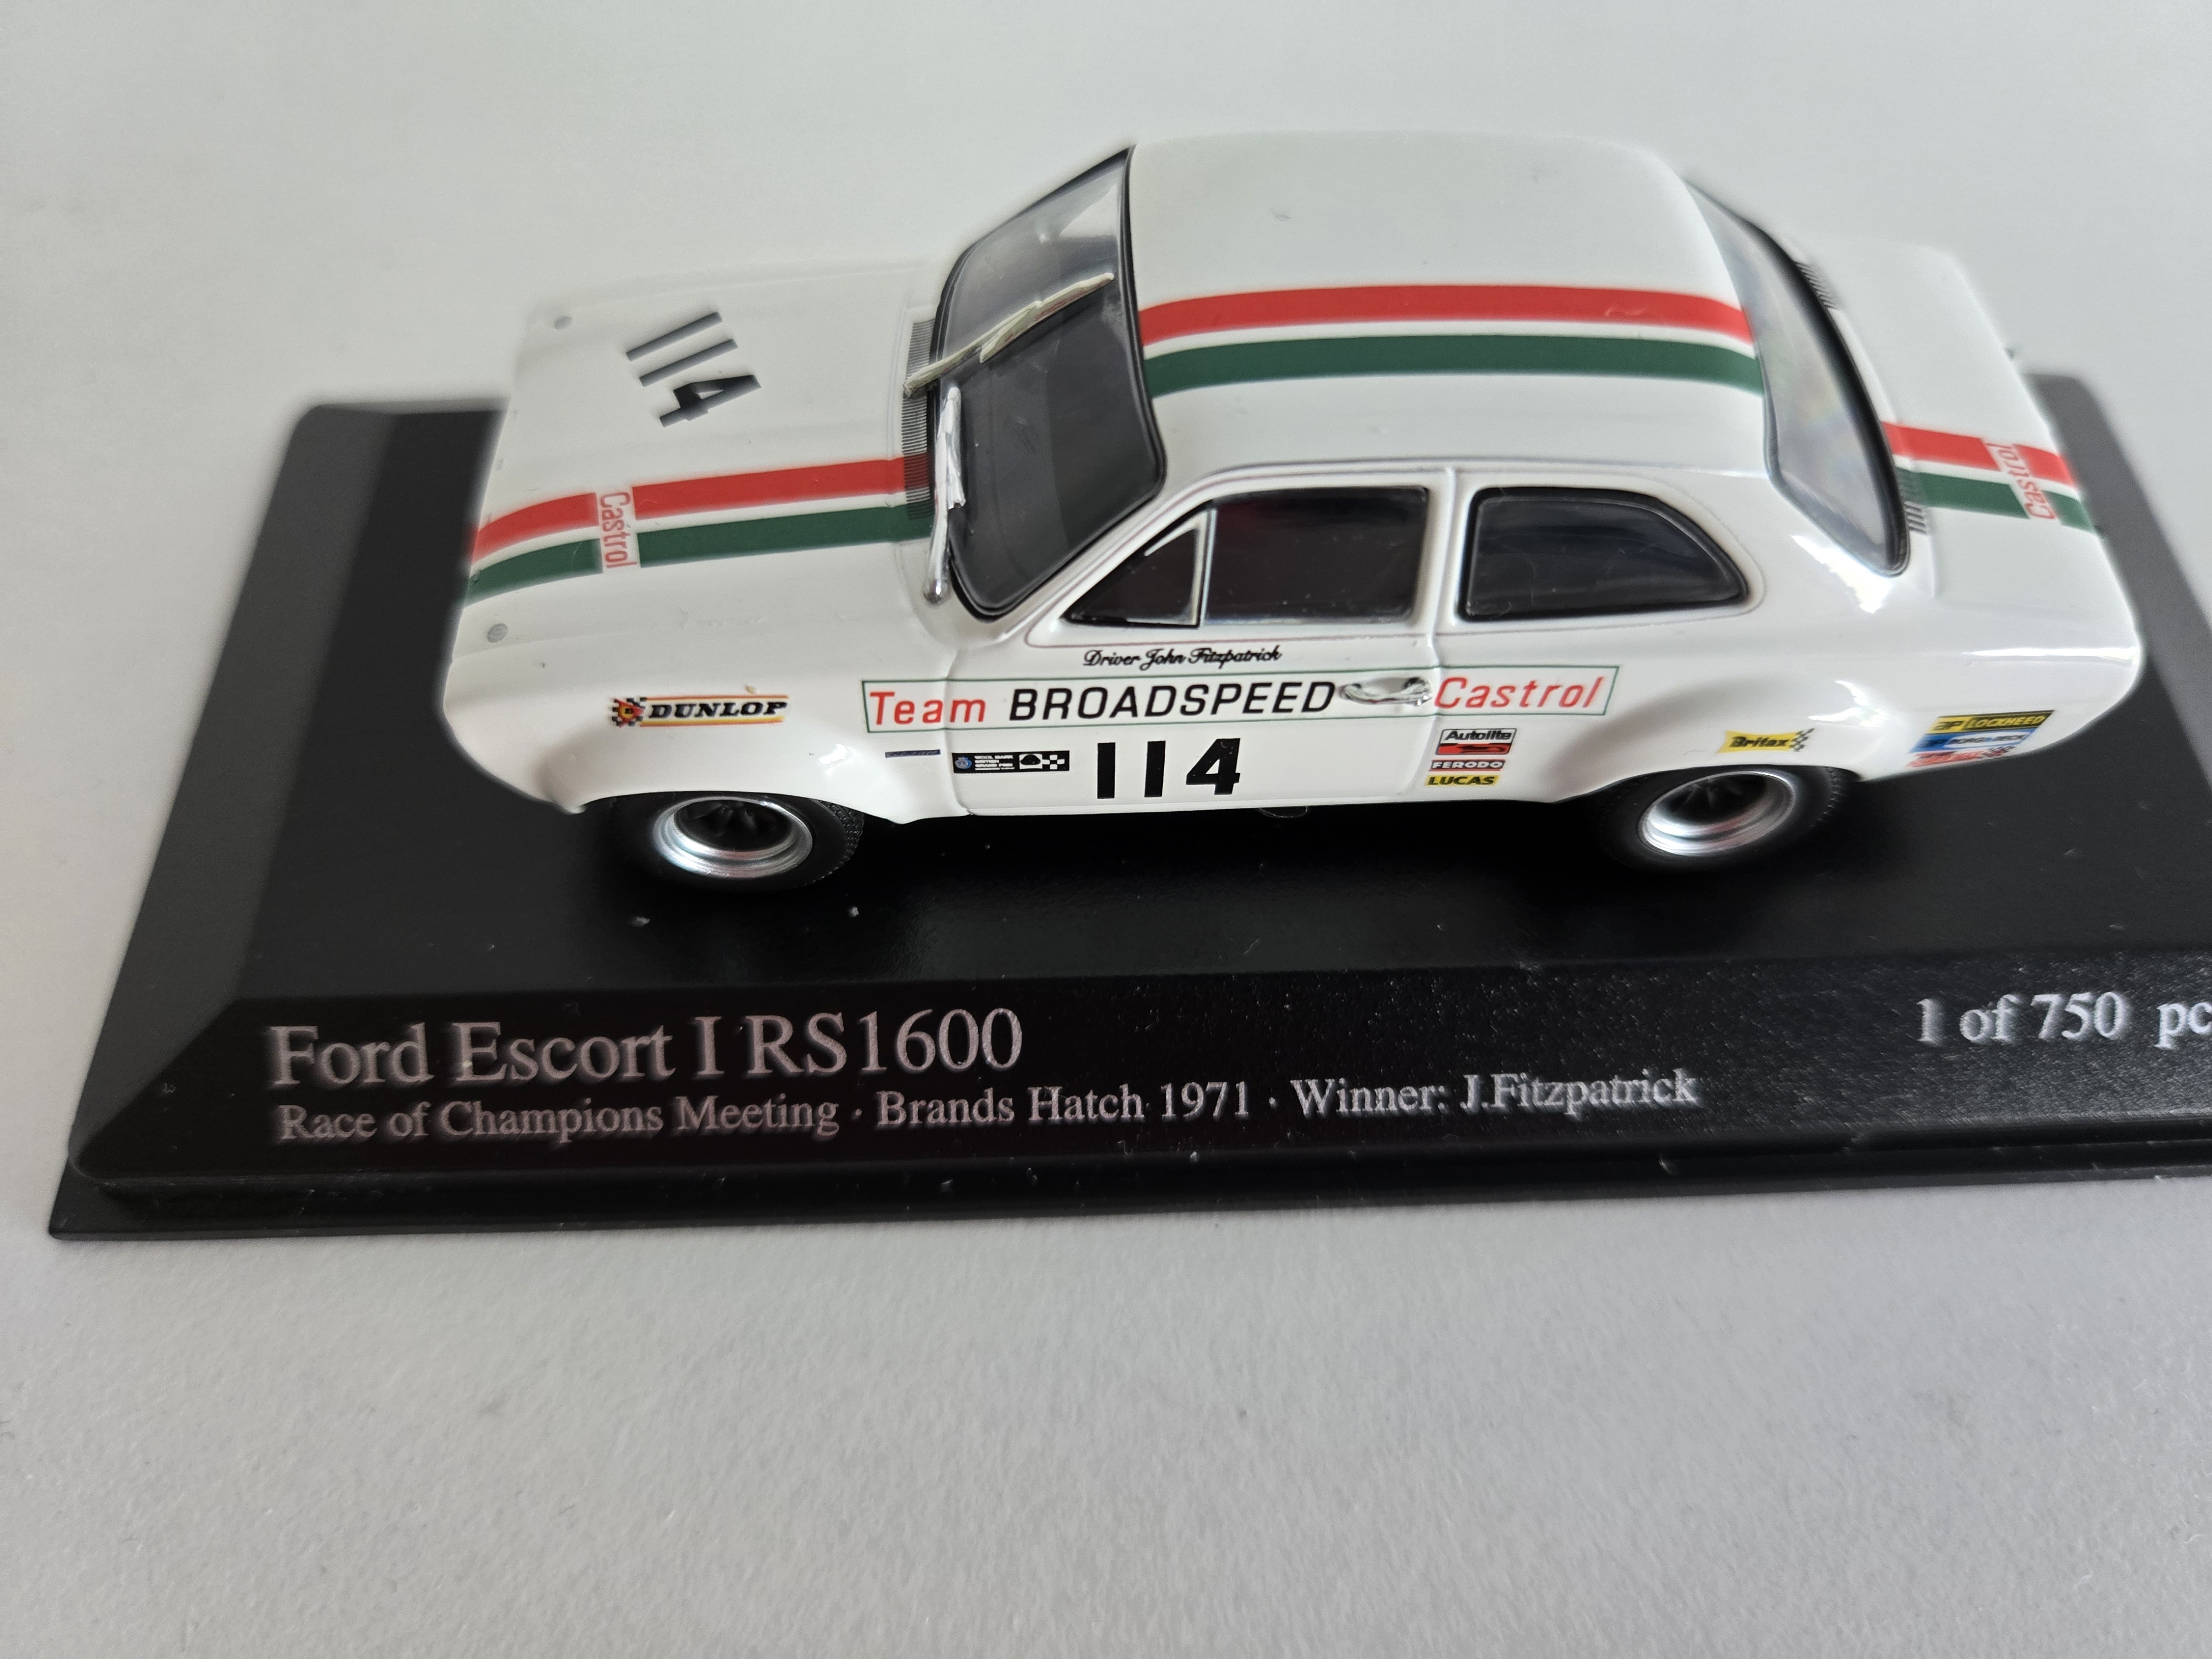 114
Castrol
Castrol
Driver John Fitzpatrick
DUNLOP
Team BROADSPEED Castrol
114
Autolite
FERODO
LUCAS
Britax
LOCKHEED
Ford Escort I RS1600
1 of 750 pc
Race of Champions Meeting · Brands Hatch 1971 · Winner: J.Fitzpatrick